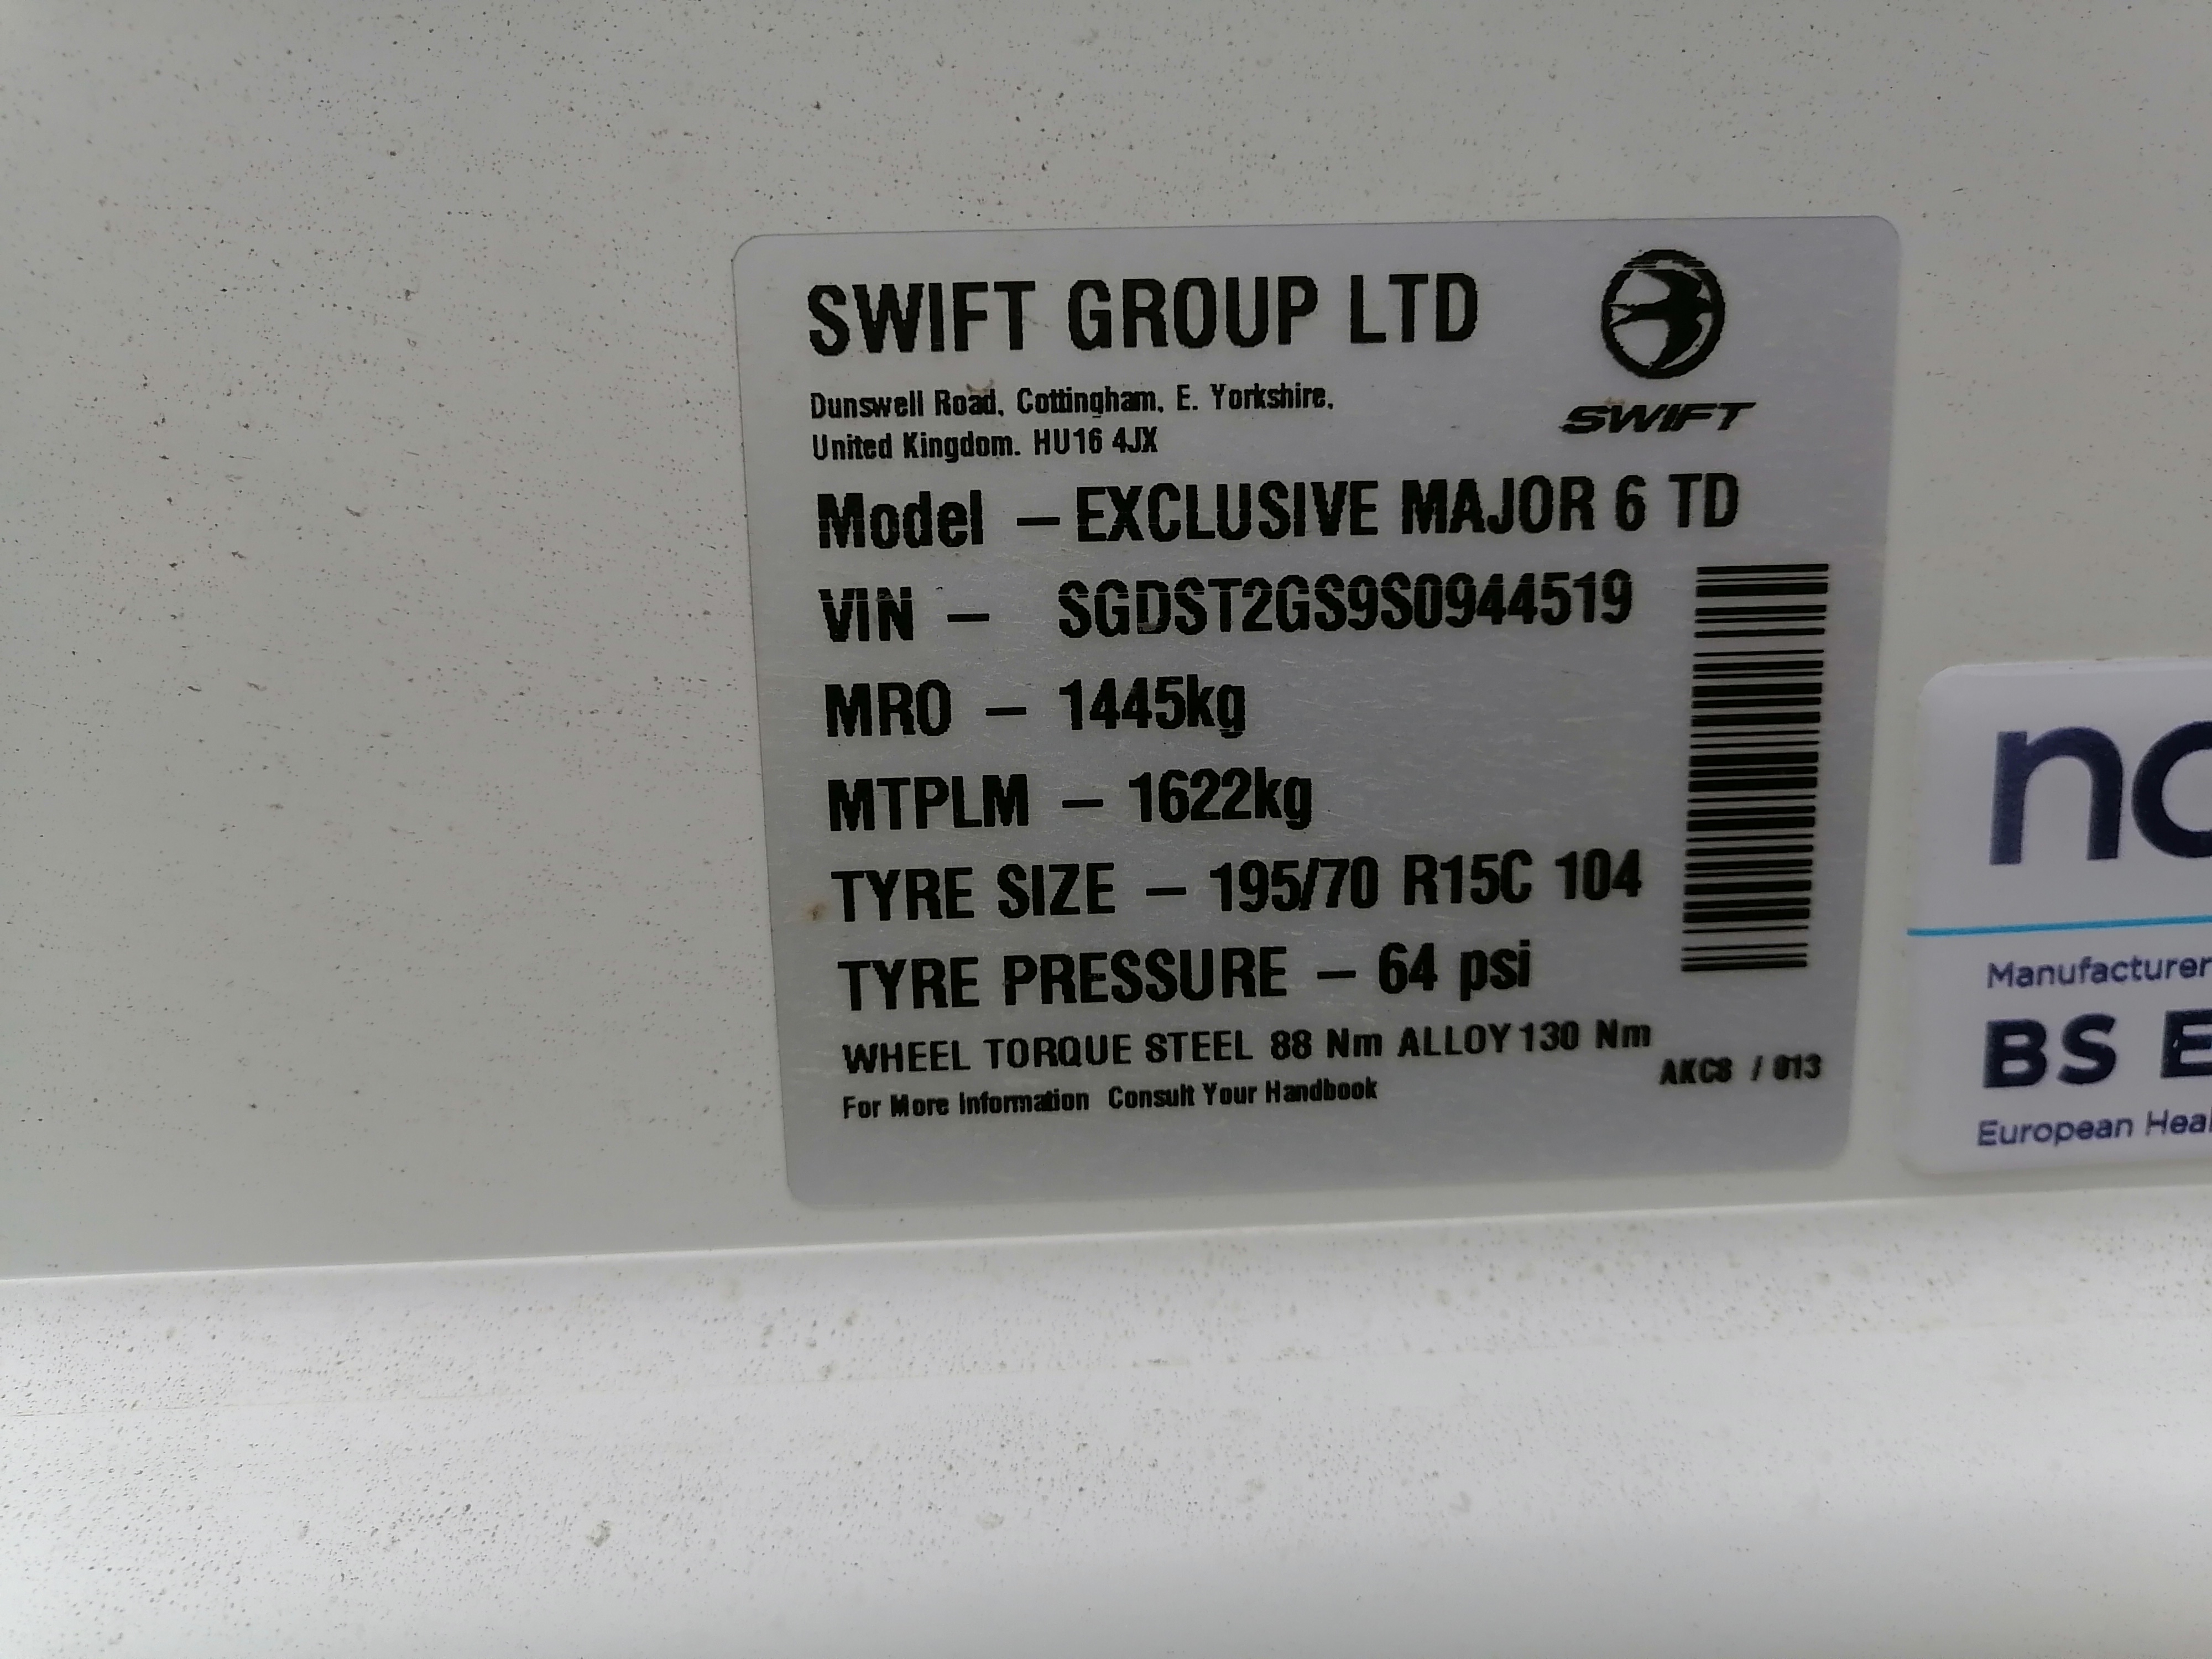 SWIFT GROUP LTD
SWIFT
Dunswell Road, Cottingham, E. Yorkshire,
United Kingdom. HU16 4JX
Model – EXCLUSIVE MAJOR 6 TD
VIN – SGDST2GS9S0944519
MRO – 1445kg
MTPLM – 1622kg
TYRE SIZE – 195/70 R15C 104
TYRE PRESSURE – 64 psi
WHEEL TORQUE STEEL 88 Nm ALLOY 130 Nm
AKC8 / 013
For More Information Consult Your Handbook
Manufacturer
BS
European